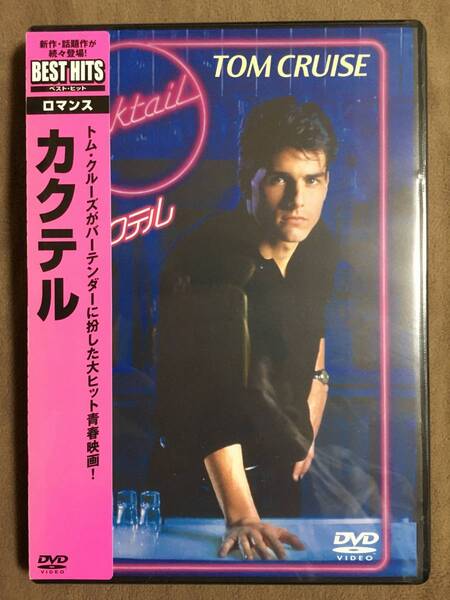 新作・話題作が
続々登場!
BEST HITS
ベスト・ヒット
ロマンス
カクテル
トム・クルーズがバーテンダーに扮した大ヒット青春映画!
DVD
VIDEO
TOM CRUISE
ktail
クテル
DVD
VIDEO